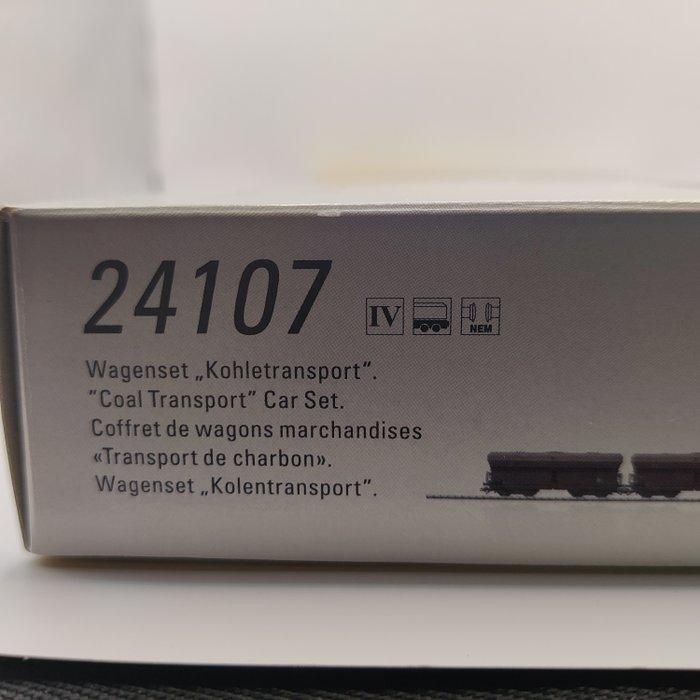 24107 IV NEM
Wagenset „Kohletransport“.
"Coal Transport" Car Set.
Coffret de wagons marchandises
«Transport de charbon».
Wagenset „Kolentransport”.